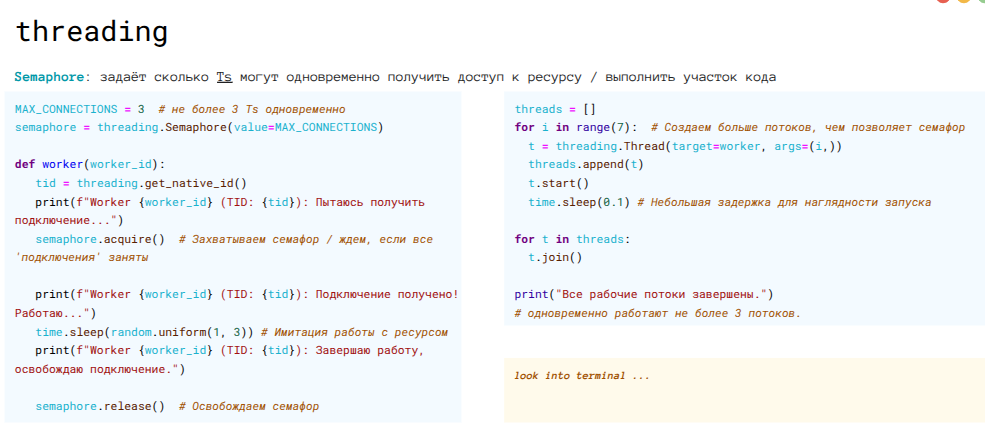 threading
Semaphore: задаёт сколько Ts могут одновременно получить доступ к ресурсу / выполнить участок кода
MAX_CONNECTIONS = 3  # не более 3 Ts одновременно
semaphore = threading.Semaphore(value=MAX_CONNECTIONS)

def worker(worker_id):
   tid = threading.get_native_id()
   print(f"Worker {worker_id} (TID: {tid}): Пытаюсь получить
подключение...")
   semaphore.acquire()  # Захватываем семафор / ждем, если все
'подключения' заняты

   print(f"Worker {worker_id} (TID: {tid}): Подключение получено!
Работаю...")
   time.sleep(random.uniform(1, 3)) # Имитация работы с ресурсом
   print(f"Worker {worker_id} (TID: {tid}): Завершаю работу,
освобождаю подключение.")

   semaphore.release()  # Освобождаем семафор
threads = []
for i in range(7):  # Создаем больше потоков, чем позволяет семафор
  t = threading.Thread(target=worker, args=(i,))
  threads.append(t)
  t.start()
  time.sleep(0.1) # Небольшая задержка для наглядности запуска

for t in threads:
  t.join()

print("Все рабочие потоки завершены.")
# одновременно работают не более 3 потоков.
look into terminal ...